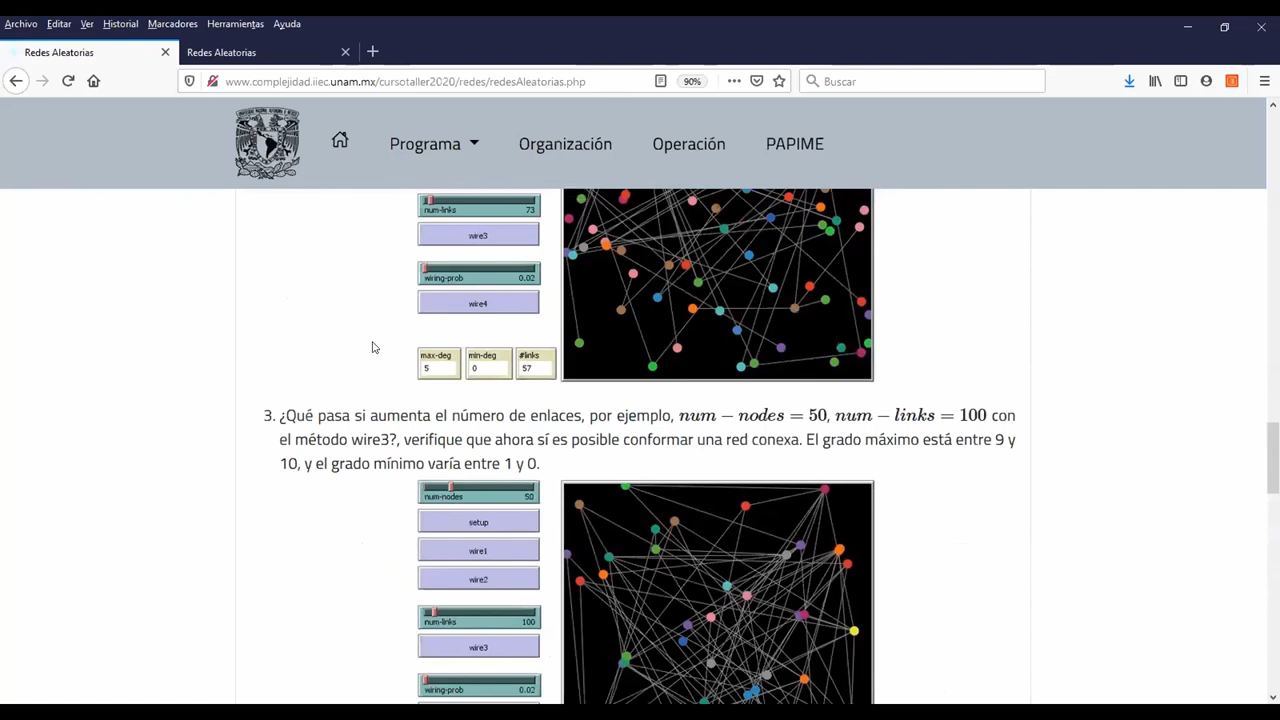 Archivo Editar Ver Historial Marcadores Herramientas Ayuda
Redes Aleatorias
Redes Aleatorias
www.complejidad.iiec.unam.mx/cursotaller2020/redes/redesAleatorias.php
90%
Buscar
Programa Organización Operación PAPIME
num-links 73
wire3
wiring-prob 0.02
wire4
max-deg min-deg #links
5 0 57
3. ¿Qué pasa si aumenta el número de enlaces, por ejemplo, num − nodes = 50, num − links = 100 con
el método wire3?, verifique que ahora sí es posible conformar una red conexa. El grado máximo está entre 9 y
10, y el grado mínimo varía entre 1 y 0.
num-nodes 50
setup
wire1
wire2
num-links 100
wire3
wiring-prob 0.02